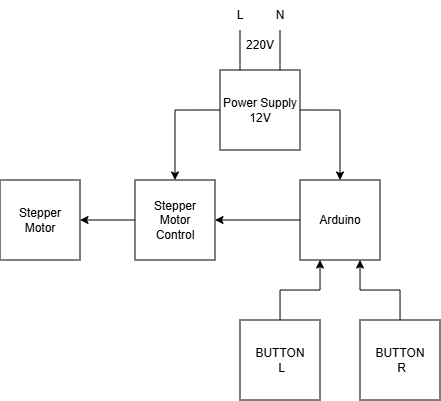 L N
220V
Power Supply
12V
Stepper
Motor
Stepper
Motor
Control
Arduino
BUTTON
L
BUTTON
R